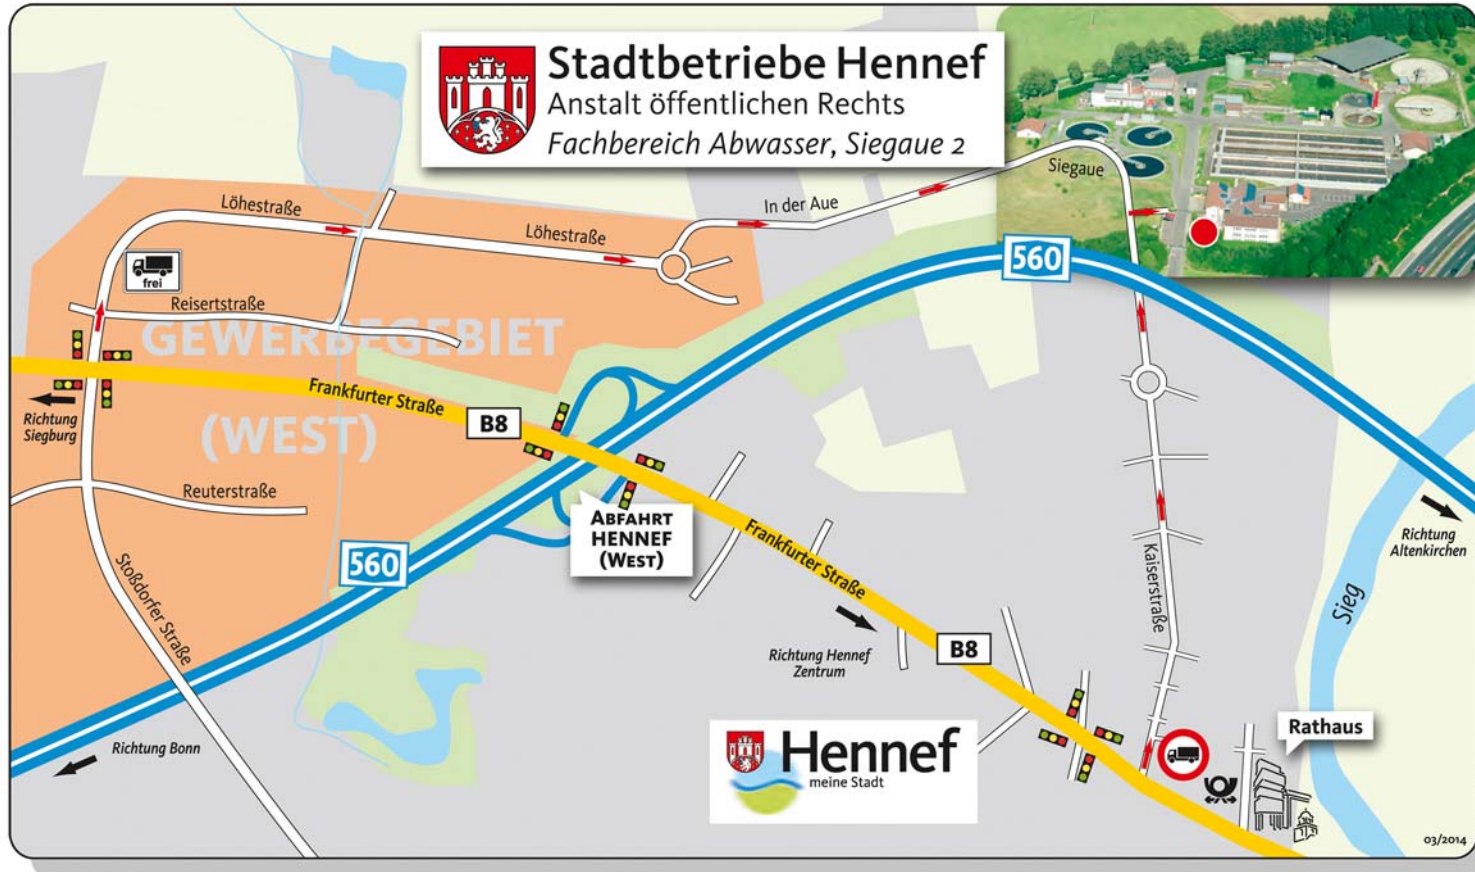 Stadtbetriebe Hennef
Anstalt öffentlichen Rechts
Fachbereich Abwasser, Siegaue 2
Siegaue
In der Aue
Löhestraße
Löhestraße
560
frei
Reisertstraße
GEWERBEGEBIET
(WEST)
Frankfurter Straße
B8
Richtung
Siegburg
Reuterstraße
ABFAHRT
HENNEF
(WEST)
560
Frankfurter Straße
Richtung
Altenkirchen
Stoßdorfer Straße
Kaiserstraße
Sieg
Richtung Hennef
Zentrum
B8
Rathaus
Richtung Bonn
Hennef
meine Stadt
03/2014